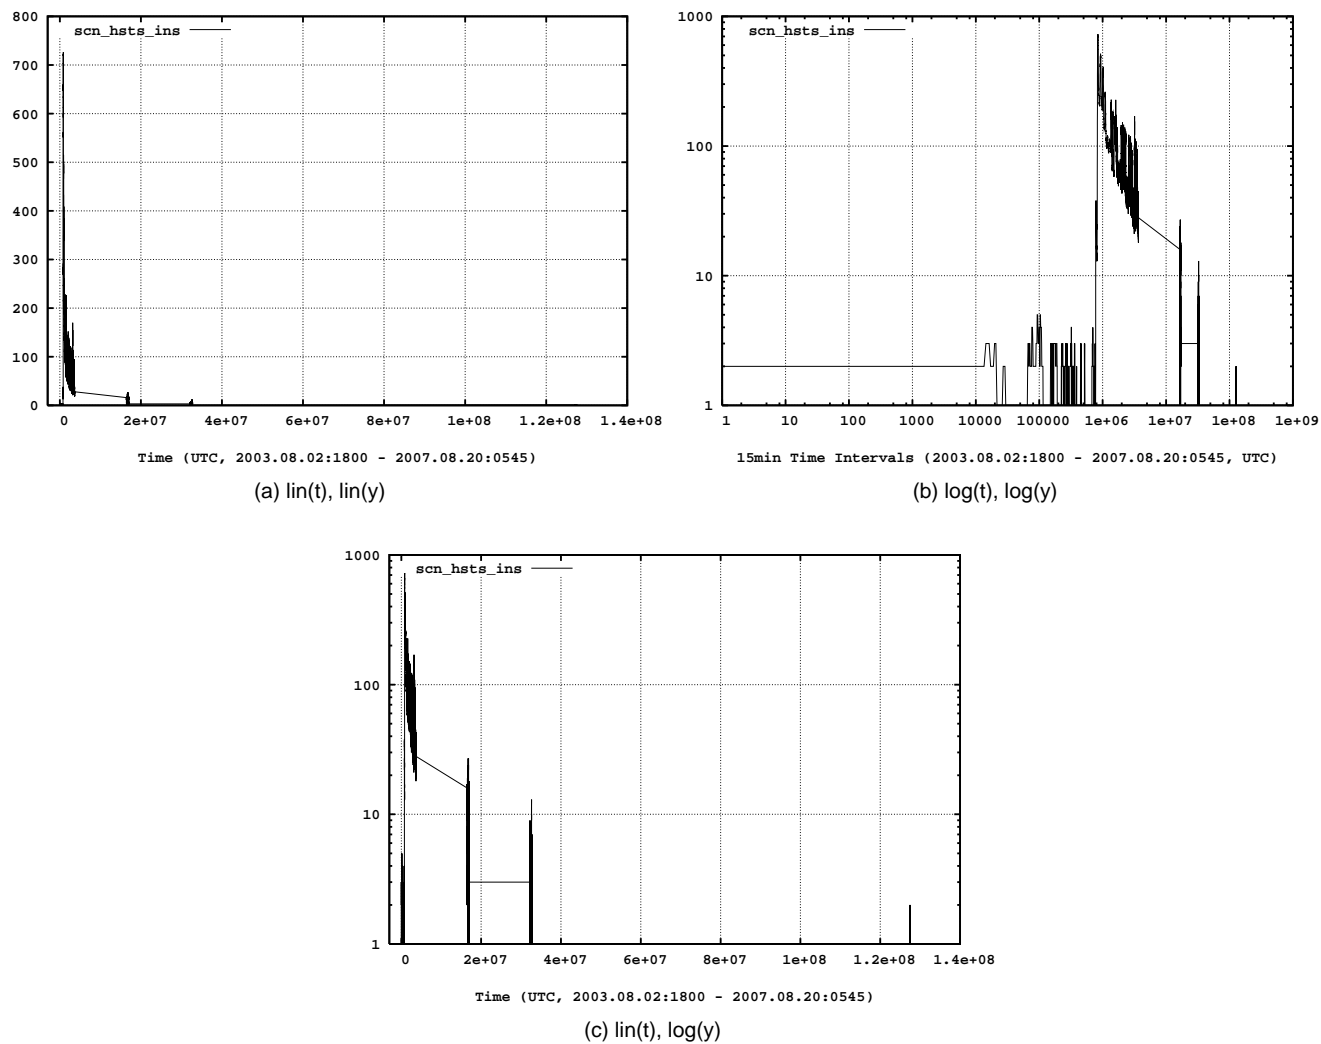 800
700
600
500
400
300
200
100
0
scn_hsts_ins
0 2e+07 4e+07 6e+07 8e+07 1e+08 1.2e+08 1.4e+08
Time (UTC, 2003.08.02:1800 - 2007.08.20:0545)
(a) lin(t), lin(y)
1000
100
10
1
scn_hsts_ins
1 10 100 1000 10000 100000 1e+06 1e+07 1e+08 1e+09
15min Time Intervals (2003.08.02:1800 - 2007.08.20:0545, UTC)
(b) log(t), log(y)
1000
100
10
1
scn_hsts_ins
0 2e+07 4e+07 6e+07 8e+07 1e+08 1.2e+08 1.4e+08
Time (UTC, 2003.08.02:1800 - 2007.08.20:0545)
(c) lin(t), log(y)